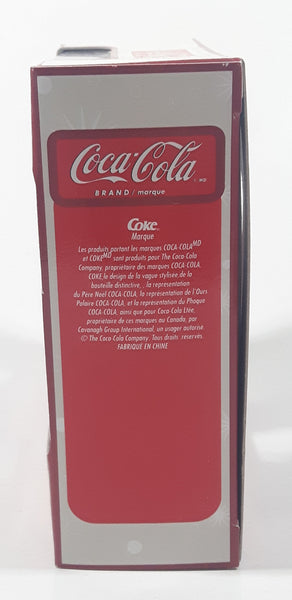 Coca-Cola
MD
BRAND / marque
Coke
Marque
Les produits portant les marques COCA-COLA MD
et COKE MD sont produits pour The Coca Cola
Company, propriétaire des marques COCA-COLA,
COKE, le design de la vague stylisée de la
bouteille distinctive, , la représentation
du Père Noël COCA-COLA, la représentation de l'Ours
Polaire COCA-COLA, et la représentation du Phoque
COCA-COLA, ainsi que pour Coca-Cola Ltée,
propriétaire de ces marques au Canada, par
Cavanagh Group International, un usager autorisé.
© The Coca Cola Company. Tous droits réservés.
FABRIQUÉ EN CHINE